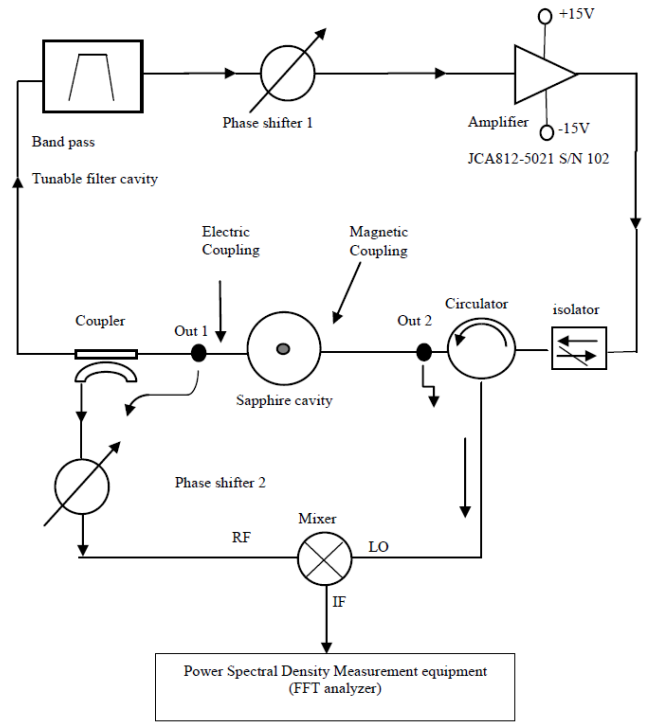 +15V
Band pass
Tunable filter cavity
Phase shifter 1
Amplifier
-15V
JCA812-5021 S/N 102
Electric
Coupling
Magnetic
Coupling
Coupler
Out 1
Out 2
Circulator
isolator
Sapphire cavity
Phase shifter 2
Mixer
RF
LO
IF
Power Spectral Density Measurement equipment
(FFT analyzer)